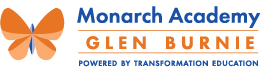 Monarch Academy
GLEN BURNIE
POWERED BY TRANSFORMATION EDUCATION